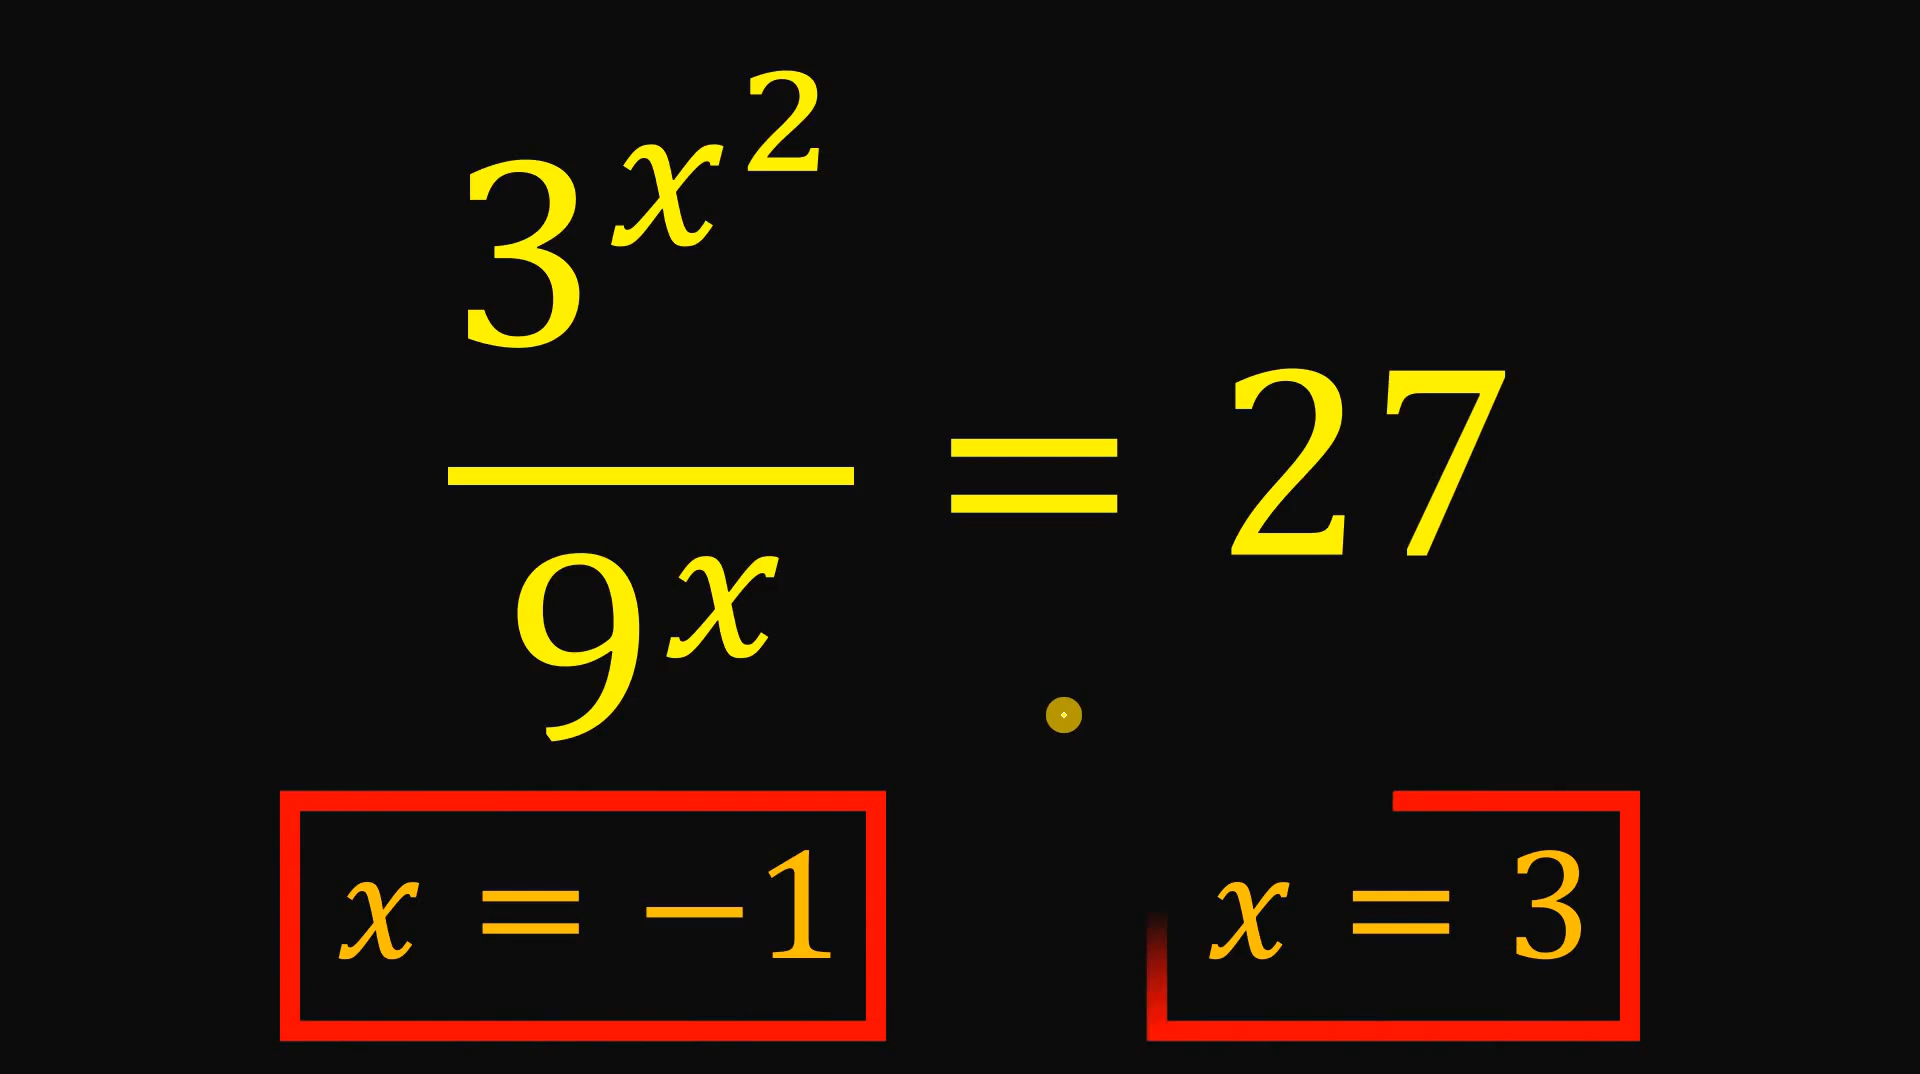 3^{x^2}
/ 9^x = 27
x = −1
x = 3